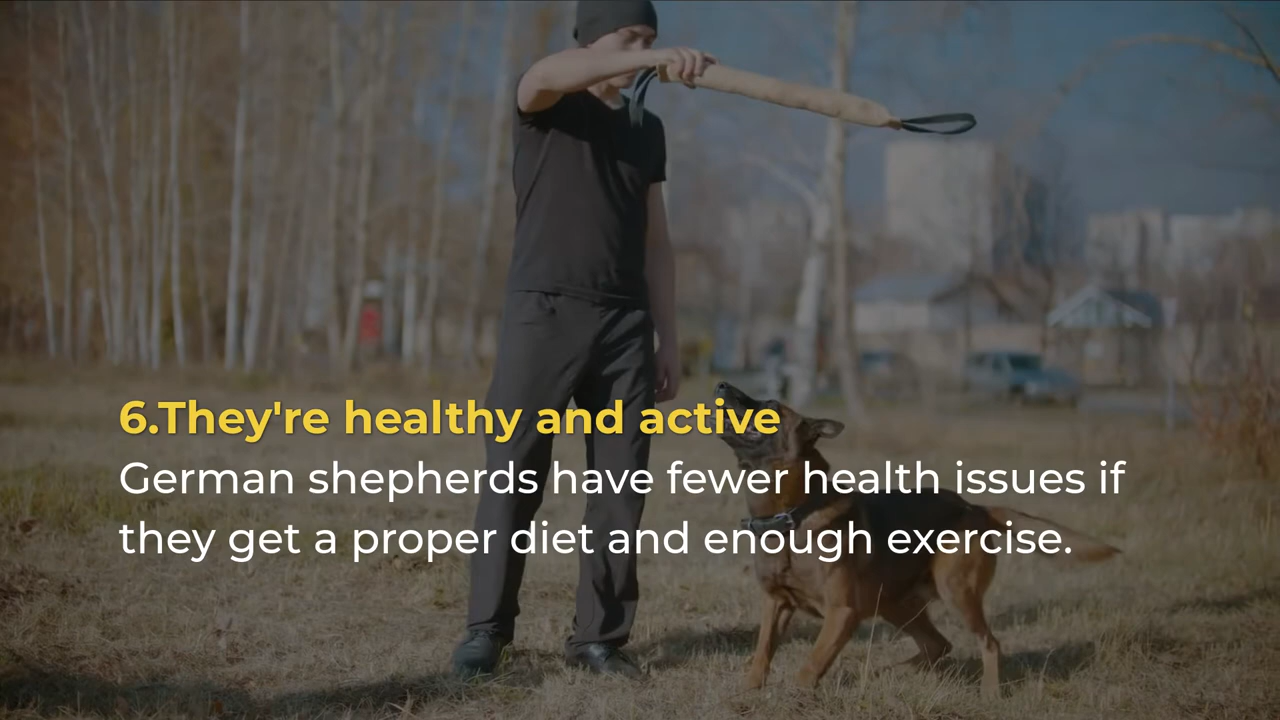 6.They're healthy and active
German shepherds have fewer health issues if
they get a proper diet and enough exercise.